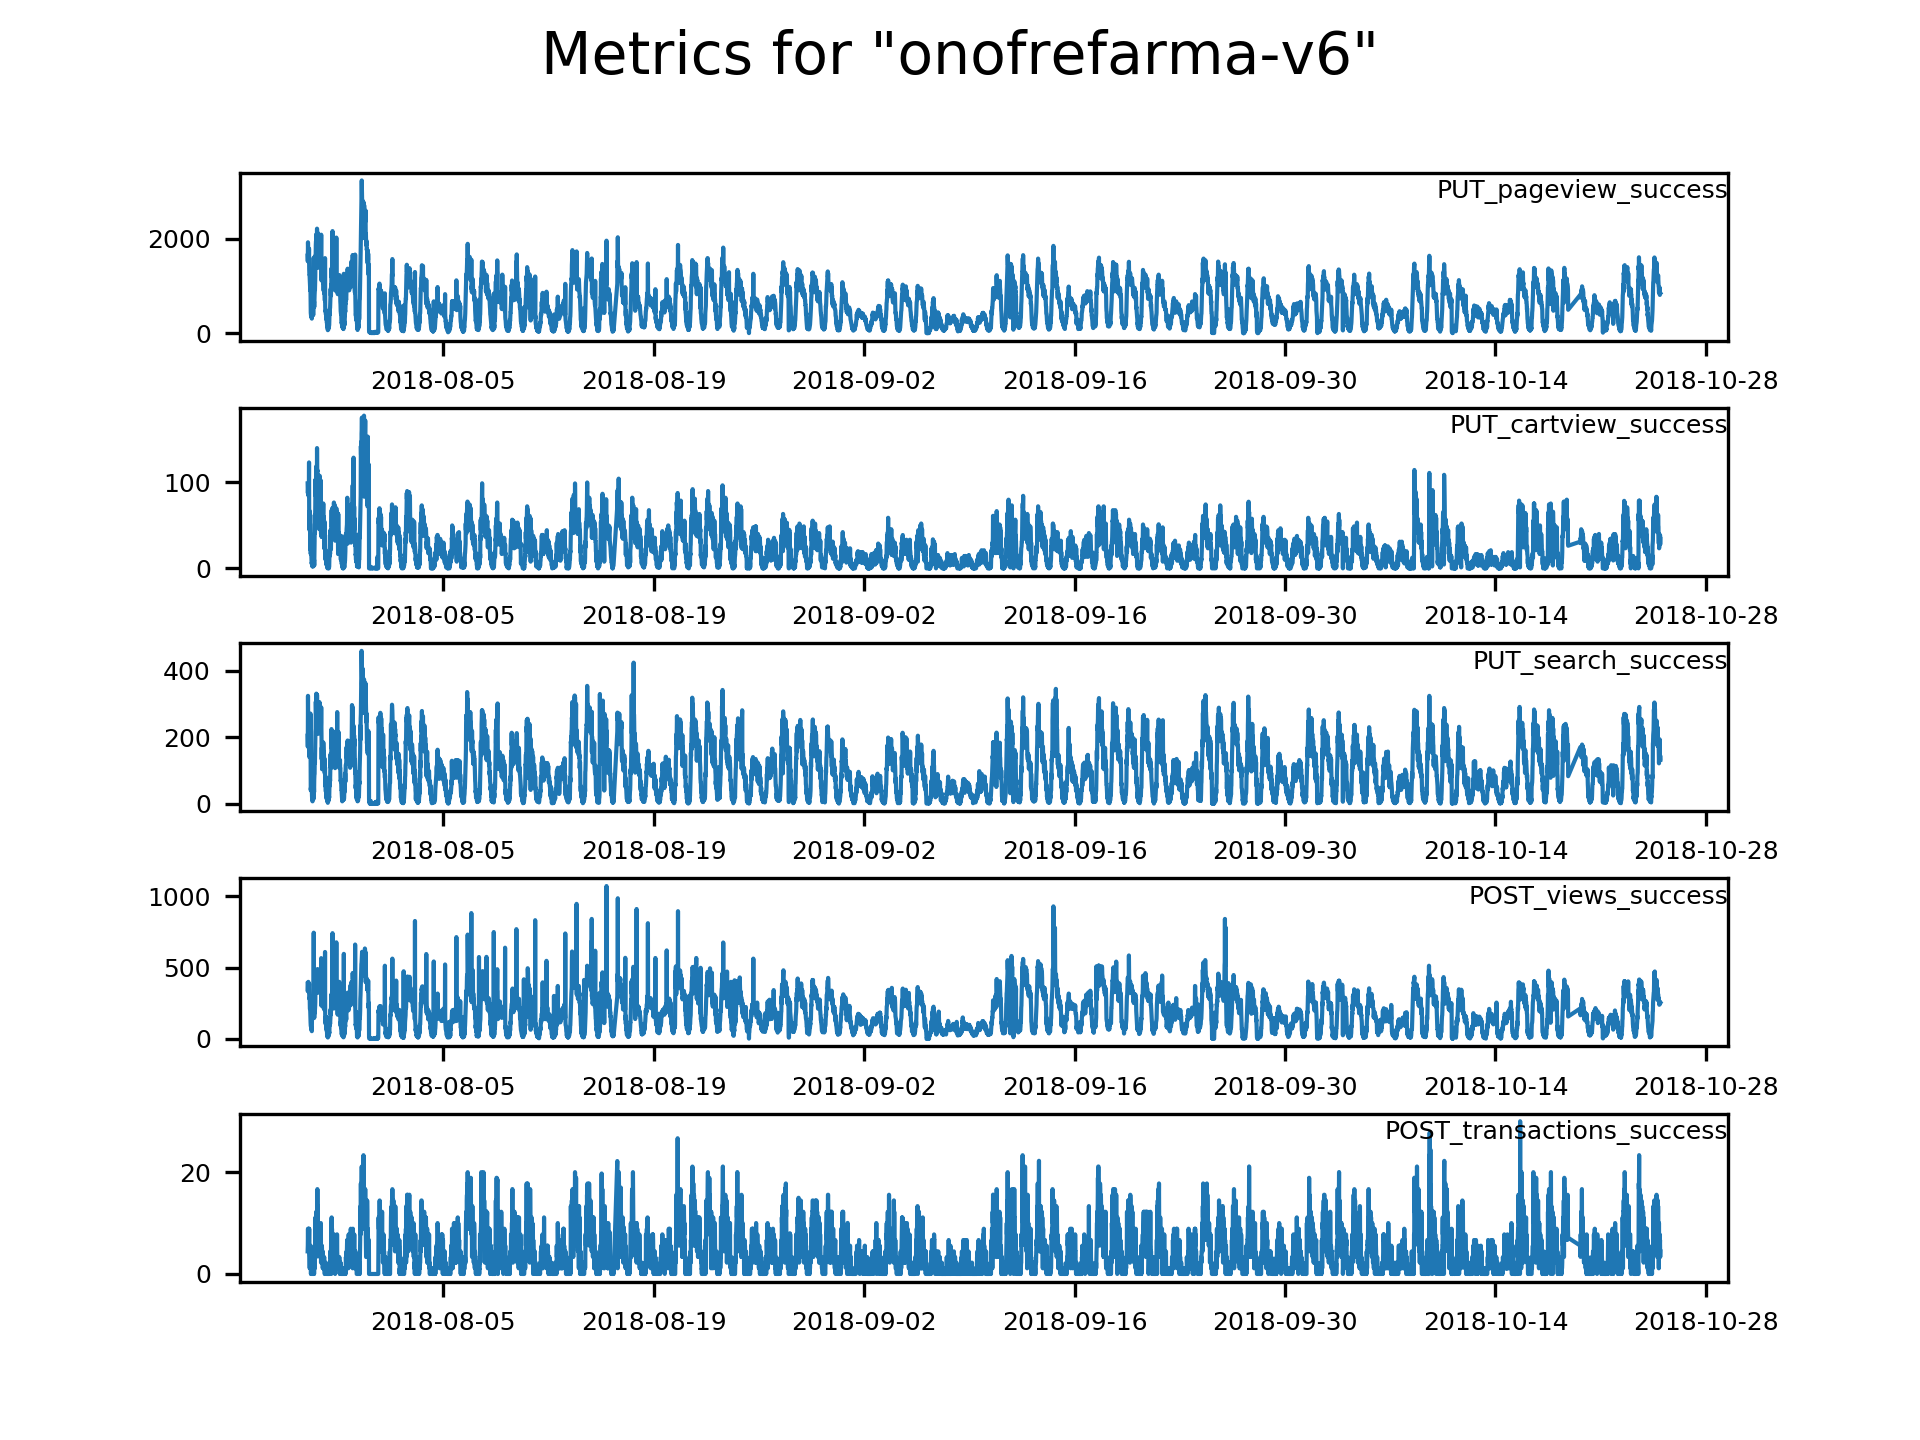 Metrics for "onofrefarma-v6"
PUT_pageview_success
2000
0
2018-08-05 2018-08-19 2018-09-02 2018-09-16 2018-09-30 2018-10-14 2018-10-28
PUT_cartview_success
100
0
2018-08-05 2018-08-19 2018-09-02 2018-09-16 2018-09-30 2018-10-14 2018-10-28
PUT_search_success
400
200
0
2018-08-05 2018-08-19 2018-09-02 2018-09-16 2018-09-30 2018-10-14 2018-10-28
POST_views_success
1000
500
0
2018-08-05 2018-08-19 2018-09-02 2018-09-16 2018-09-30 2018-10-14 2018-10-28
POST_transactions_success
20
0
2018-08-05 2018-08-19 2018-09-02 2018-09-16 2018-09-30 2018-10-14 2018-10-28